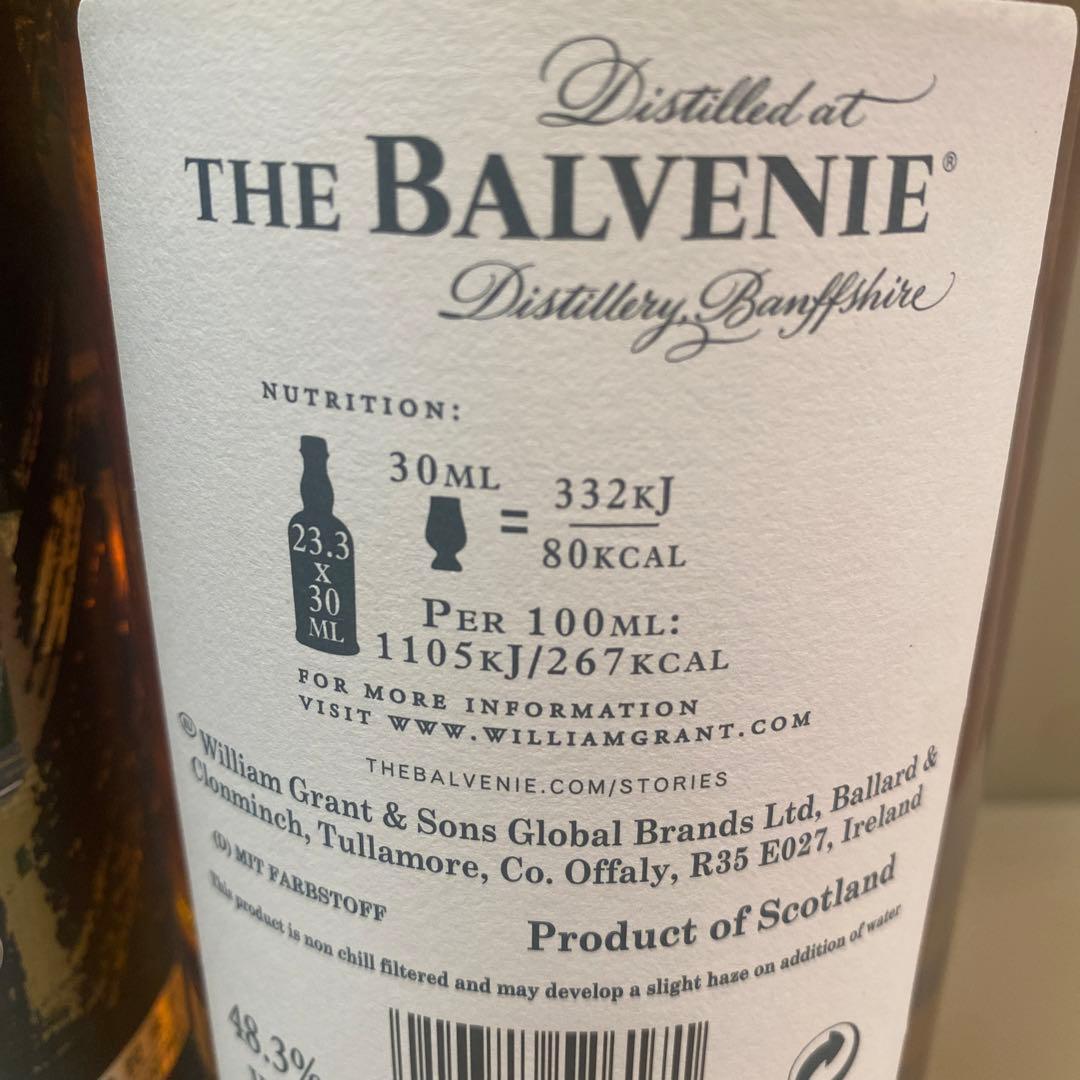 Distilled at
THE BALVENIE®
Distillery, Banffshire
NUTRITION:
23.3
X
30
ML
30ML
=
332KJ
80KCAL
PER 100ML:
1105KJ/267KCAL
FOR MORE INFORMATION
VISIT WWW.WILLIAMGRANT.COM
THEBALVENIE.COM/STORIES
® William Grant & Sons Global Brands Ltd, Ballard &
Clonminch, Tullamore, Co. Offaly, R35 E027, Ireland
(D) MIT FARBSTOFF
Product of Scotland
This product is non chill filtered and may develop a slight haze on addition of water
48.3%